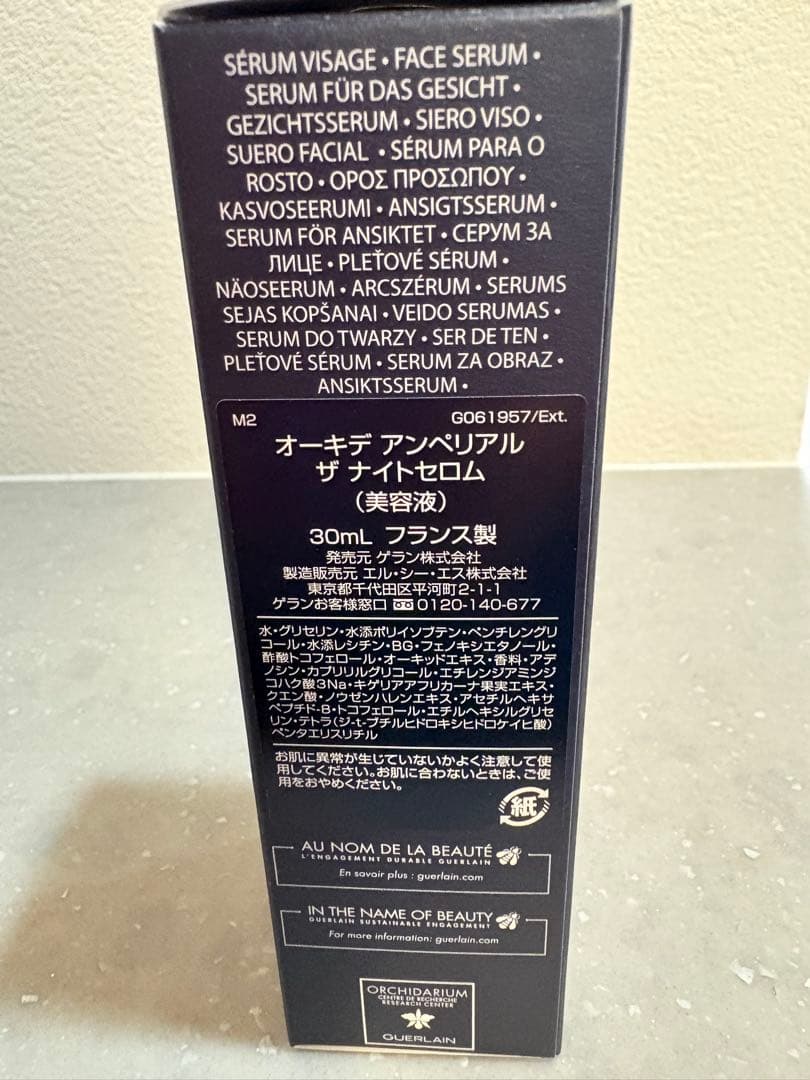 SÉRUM VISAGE • FACE SERUM •
SERUM FÜR DAS GESICHT •
GEZICHTSSERUM • SIERO VISO •
SUERO FACIAL • SÉRUM PARA O
ROSTO • ΟΡΟΣ ΠΡΟΣΩΠΟΥ •
KASVOSEERUMI • ANSIGTSSERUM •
SERUM FÖR ANSIKTET • СЕРУМ ЗА
ЛИЦЕ • PLEŤOVÉ SÉRUM •
NÄOSEERUM • ARCSZÉRUM • SERUMS
SEJAS KOPŠANAI • VEIDO SERUMAS •
SERUM DO TWARZY • SER DE TEN •
PLEŤOVÉ SÉRUM • SERUM ZA OBRAZ •
ANSIKTSSERUM •
M2 G061957/Ext.
オーキデ アンペリアル
ザ ナイトセロム
(美容液)
30mL フランス製
発売元 ゲラン株式会社
製造販売元 エル・シー・エス株式会社
東京都千代田区平河町2-1-1
ゲランお客様窓口 0120-140-677
水・グリセリン・水添ポリイソブテン・ペンチレングリ
コール・水添レシチン・BG・フェノキシエタノール・
酢酸トコフェロール・オーキッドエキス・香料・アデ
ノシン・カプリリルグリコール・エチレンジアミンジ
コハク酸3Na・キゲリアアフリカーナ果実エキス・
クエン酸・ノウゼンハレンエキス・アセチルヘキサ
ペプチド-8・トコフェロール・エチルヘキシルグリセ
リン・テトラ(ジ-t-ブチルヒドロキシヒドロケイヒ酸)
ペンタエリスリチル
お肌に異常が生じていないかよく注意して使
用してください。お肌に合わないときは、ご使
用をおやめください。
紙
AU NOM DE LA BEAUTÉ
L'ENGAGEMENT DURABLE GUERLAIN
En savoir plus : guerlain.com
IN THE NAME OF BEAUTY
GUERLAIN SUSTAINABLE ENGAGEMENT
For more information: guerlain.com
ORCHIDARIUM
CENTRE DE RECHERCHE
RESEARCH CENTER
GUERLAIN